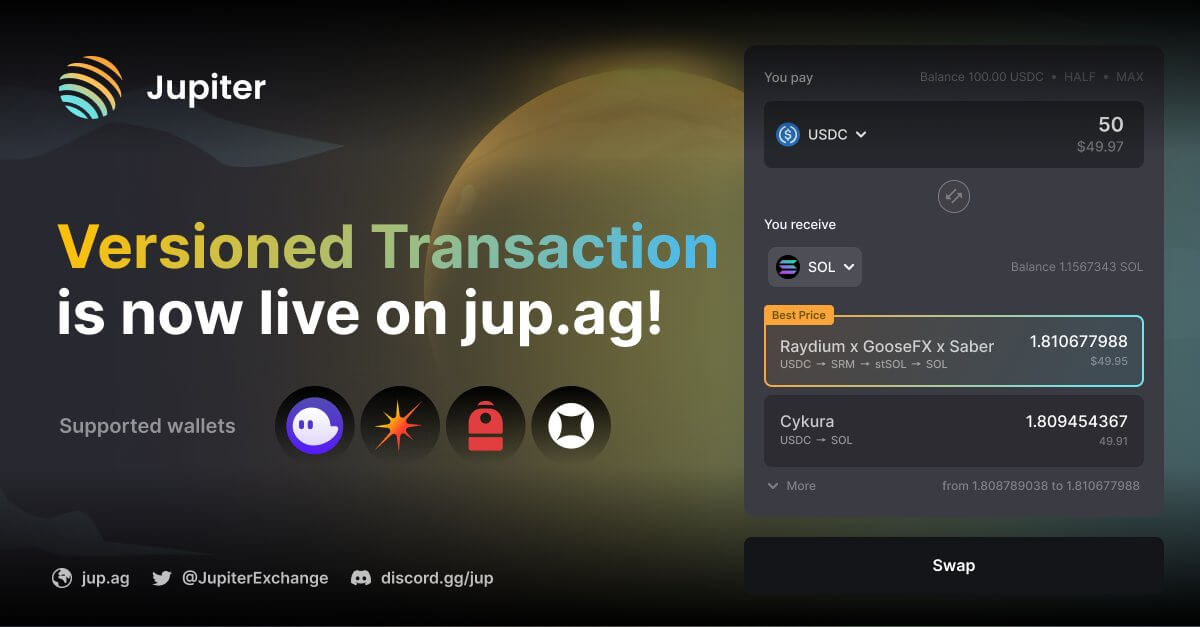 Jupiter
Versioned Transaction
is now live on jup.ag!
Supported wallets
jup.ag @JupiterExchange discord.gg/jup
You pay Balance 100.00 USDC • HALF • MAX
USDC 50
$49.97
You receive
SOL Balance 1.1567343 SOL
Best Price
Raydium x GooseFX x Saber 1.810677988
USDC → SRM → stSOL → SOL $49.95
Cykura 1.809454367
USDC → SOL 49.91
More from 1.808789038 to 1.810677988
Swap